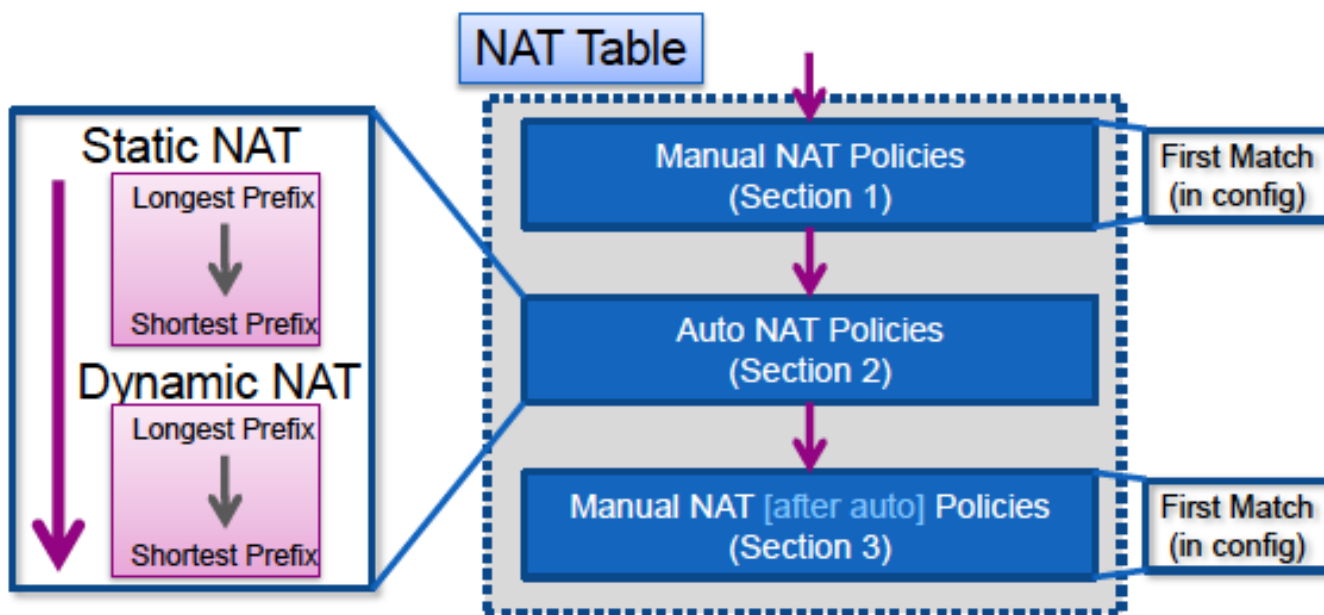 NAT Table
Static NAT
Longest Prefix
Shortest Prefix
Dynamic NAT
Longest Prefix
Shortest Prefix
Manual NAT Policies
(Section 1)
First Match
(in config)
Auto NAT Policies
(Section 2)
Manual NAT [after auto] Policies
(Section 3)
First Match
(in config)